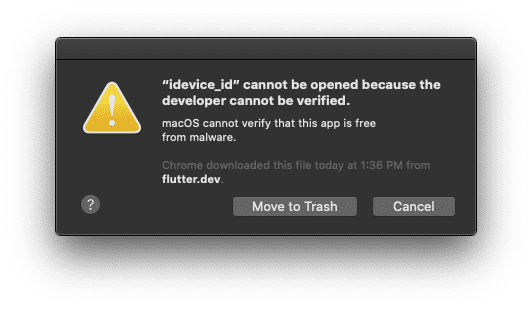 “idevice_id” cannot be opened because the
developer cannot be verified.
macOS cannot verify that this app is free
from malware.
Chrome downloaded this file today at 1:36 PM from
flutter.dev.
?
Move to Trash
Cancel